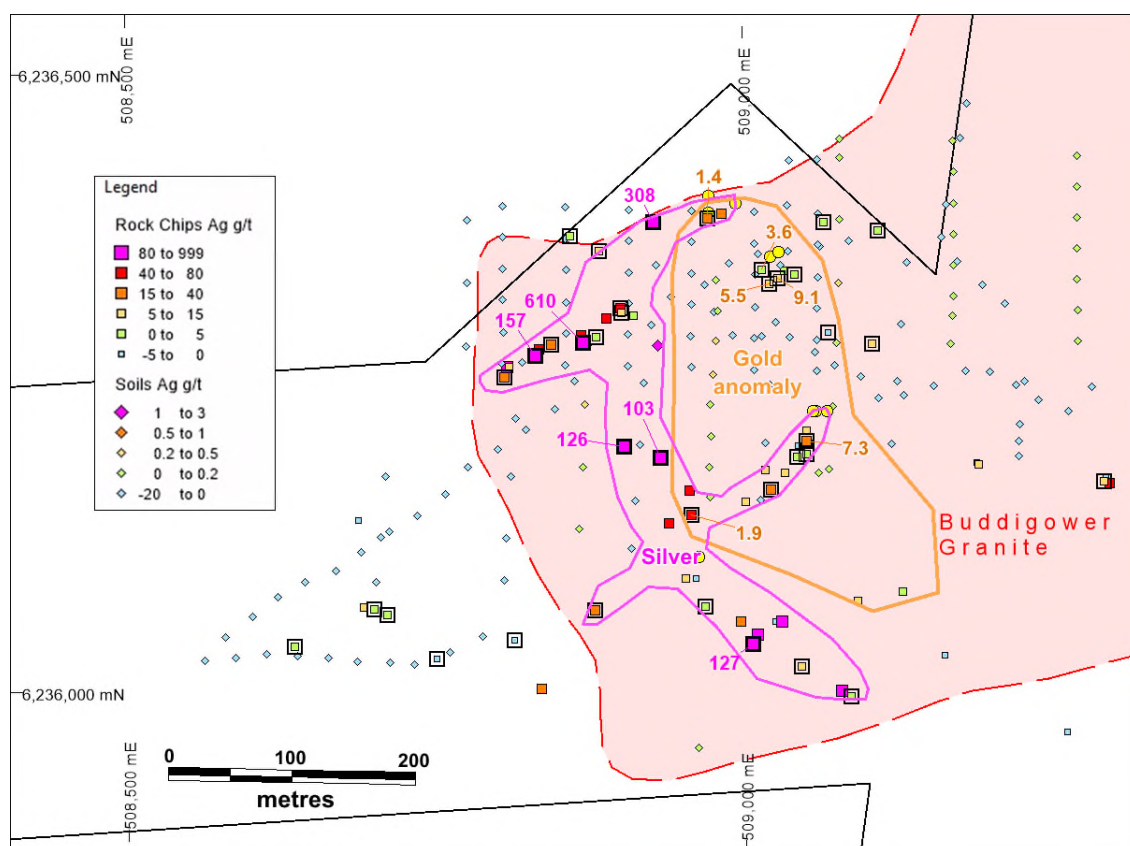 508,500 mE
509,000 mE
6,236,500 mN
Legend
Rock Chips Ag g/t
80 to 999
40 to 80
15 to 40
5 to 15
0 to 5
-5 to 0
Soils Ag g/t
1 to 3
0.5 to 1
0.2 to 0.5
0 to 0.2
-20 to 0
1.4
308
3.6
5.5
9.1
610
157
Gold
anomaly
103
126
7.3
1.9
Buddigower
Granite
Silver
127
6,236,000 mN
0 100 200
metres
508,500 mE
509,000 mE